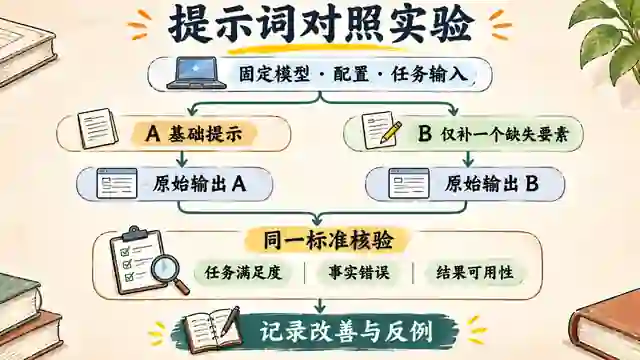 提示词对照实验
固定模型·配置·任务输入
A 基础提示
B 仅补一个缺失要素
原始输出 A
原始输出 B
同一标准核验
任务满足度
事实错误
结果可用性
记录改善与反例